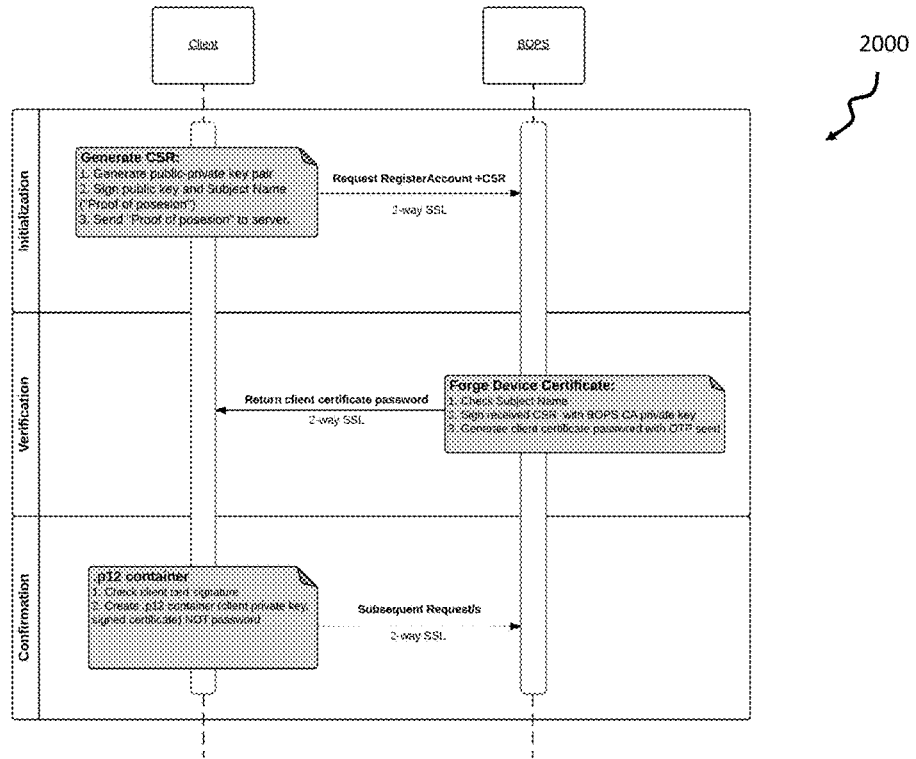 Client
BOPS
2000
Initialization
Generate CSR:
1. Generate public-private key pair
2. Sign public key and Subject Name
("Proof of posesion")
3. Send "Proof of posesion" to server.
Request RegisterAccount +CSR
2-way SSL
Verification
Forge Device Certificate:
1. Check Subject Name
2. Sign received CSR with BOPS CA private key
3. Generate client certificate password with OTP seed
Return client certificate password
2-way SSL
Confirmation
.p12 container
1. Check client cert signature
2. Create .p12 container (client private key,
signed certificate) NOT password
Subsequent Request/s
2-way SSL